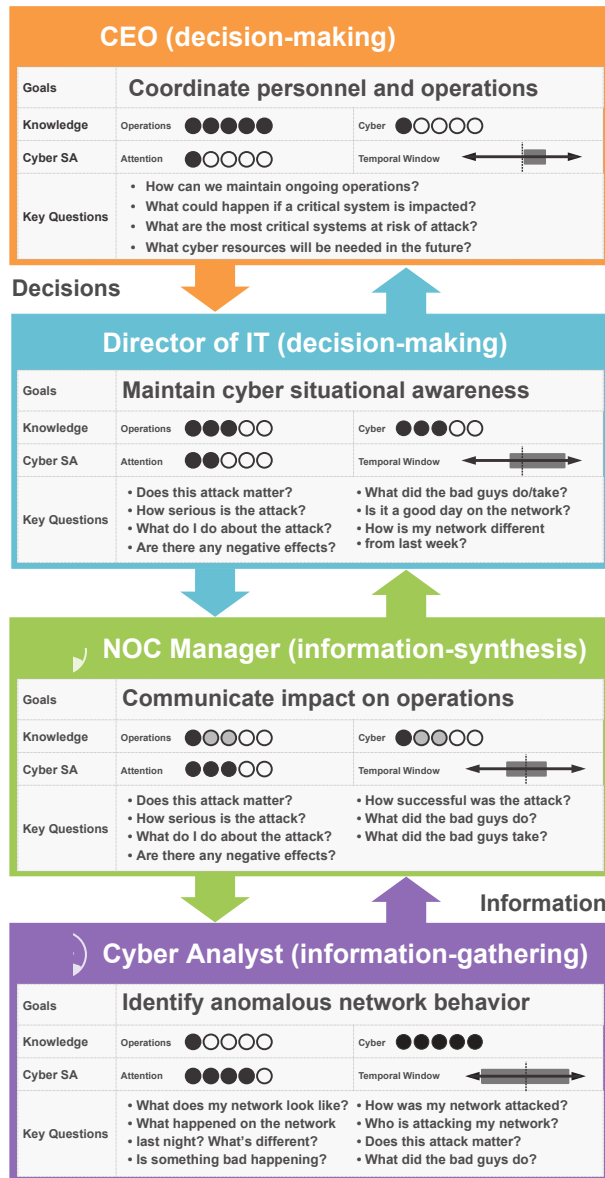 CEO (decision-making)
Goals
Coordinate personnel and operations
Knowledge
Operations
Cyber
Cyber SA
Attention
Temporal Window
Key Questions
• How can we maintain ongoing operations?
• What could happen if a critical system is impacted?
• What are the most critical systems at risk of attack?
• What cyber resources will be needed in the future?
Decisions
Director of IT (decision-making)
Goals
Maintain cyber situational awareness
Knowledge
Operations
Cyber
Cyber SA
Attention
Temporal Window
Key Questions
• Does this attack matter?
• How serious is the attack?
• What do I do about the attack?
• Are there any negative effects?
• What did the bad guys do/take?
• Is it a good day on the network?
• How is my network different
• from last week?
NOC Manager (information-synthesis)
Goals
Communicate impact on operations
Knowledge
Operations
Cyber
Cyber SA
Attention
Temporal Window
Key Questions
• Does this attack matter?
• How serious is the attack?
• What do I do about the attack?
• Are there any negative effects?
• How successful was the attack?
• What did the bad guys do?
• What did the bad guys take?
Information
Cyber Analyst (information-gathering)
Goals
Identify anomalous network behavior
Knowledge
Operations
Cyber
Cyber SA
Attention
Temporal Window
Key Questions
• What does my network look like?
• What happened on the network
• last night? What's different?
• Is something bad happening?
• How was my network attacked?
• Who is attacking my network?
• Does this attack matter?
• What did the bad guys do?